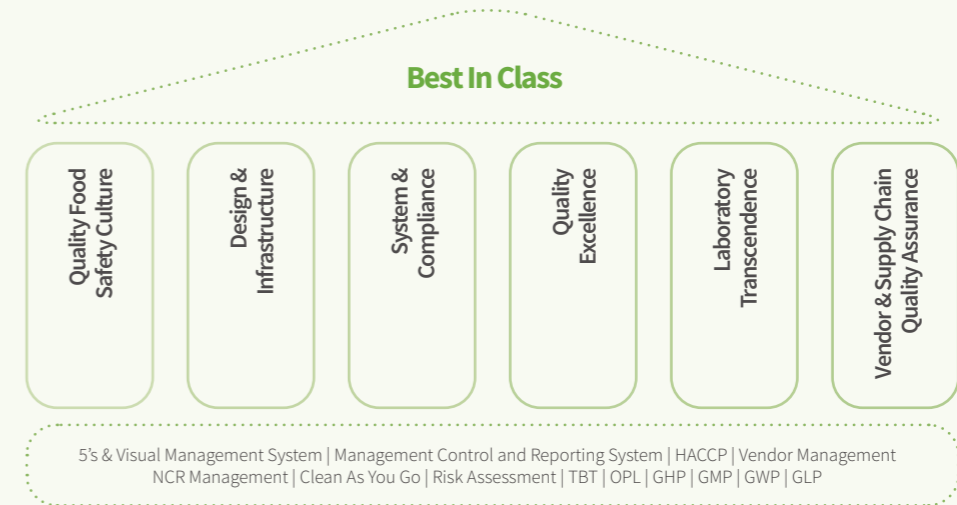 Best In Class
Quality Food
Safety Culture
Design &
Infrastructure
System &
Compliance
Quality
Excellence
Laboratory
Transcendence
Vendor & Supply Chain
Quality Assurance
5's & Visual Management System | Management Control and Reporting System | HACCP | Vendor Management
NCR Management | Clean As You Go | Risk Assessment | TBT | OPL | GHP | GMP | GWP | GLP